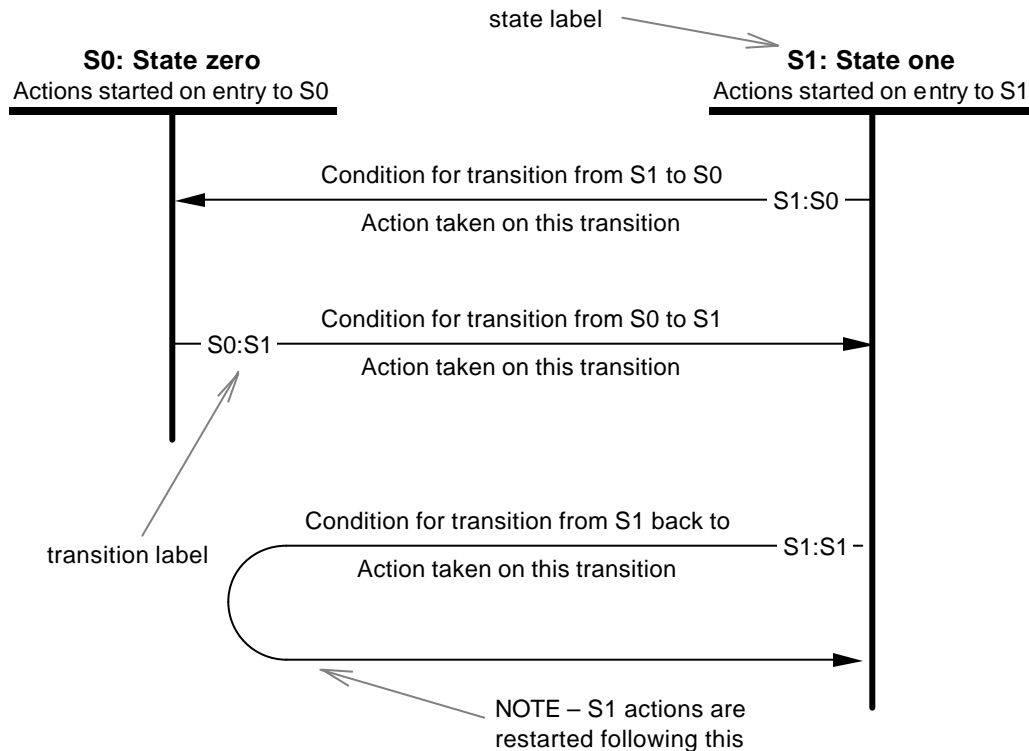 state label
S0: State zero
Actions started on entry to S0
S1: State one
Actions started on entry to S1
Condition for transition from S1 to S0
S1:S0
Action taken on this transition
Condition for transition from S0 to S1
S0:S1
Action taken on this transition
transition label
Condition for transition from S1 back to
S1:S1
Action taken on this transition
NOTE – S1 actions are
restarted following this